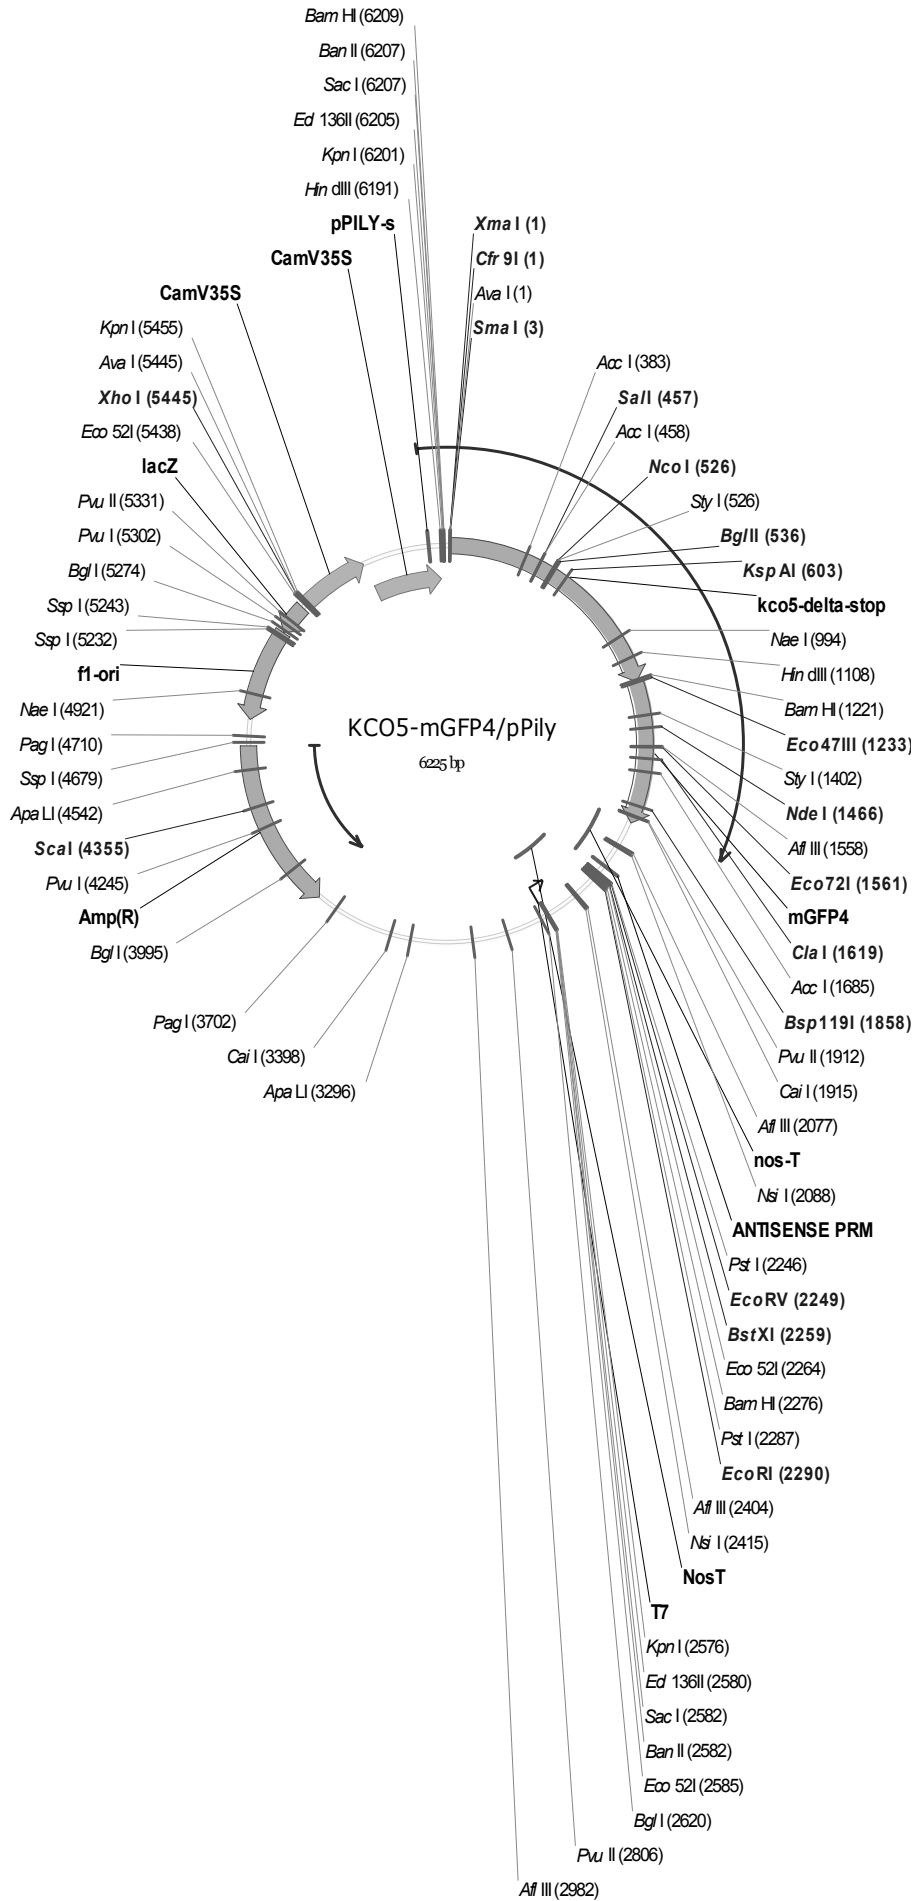 Bam HI (6209)
Ban II (6207)
Sac I (6207)
Ecl 136II (6205)
Kpn I (6201)
Hin dIII (6191)
pPILY-s
CamV35S
CamV35S
Kpn I (5455)
Ava I (5445)
Xho I (5445)
Eco 52I (5438)
lacZ
Pvu II (5331)
Pvu I (5302)
Bgl I (5274)
Ssp I (5243)
Ssp I (5232)
f1-ori
Nae I (4921)
Pag I (4710)
Ssp I (4679)
Apa LI (4542)
Sca I (4355)
Pvu I (4245)
Amp(R)
Bgl I (3995)
Pag I (3702)
Cai I (3398)
Apa LI (3296)
KCO5-mGFP4/pPily
6225 bp
Xma I (1)
Cfr 9I (1)
Ava I (1)
Sma I (3)
Acc I (383)
Sal I (457)
Acc I (458)
Nco I (526)
Sty I (526)
Bgl II (536)
Ksp AI (603)
kco5-delta-stop
Nae I (994)
Hin dIII (1108)
Bam HI (1221)
Eco 47III (1233)
Sty I (1402)
Nde I (1466)
Afl III (1558)
Eco 72I (1561)
mGFP4
Cla I (1619)
Acc I (1685)
Bsp 119I (1858)
Pvu II (1912)
Cai I (1915)
Afl III (2077)
nos-T
Nsi I (2088)
ANTISENSE PRM
Pst I (2246)
Eco RV (2249)
Bst XI (2259)
Eco 52I (2264)
Bam HI (2276)
Pst I (2287)
Eco RI (2290)
Afl III (2404)
Nsi I (2415)
NosT
T7
Kpn I (2576)
Ecl 136II (2580)
Sac I (2582)
Ban II (2582)
Eco 52I (2585)
Bgl I (2620)
Pvu II (2806)
Afl III (2982)